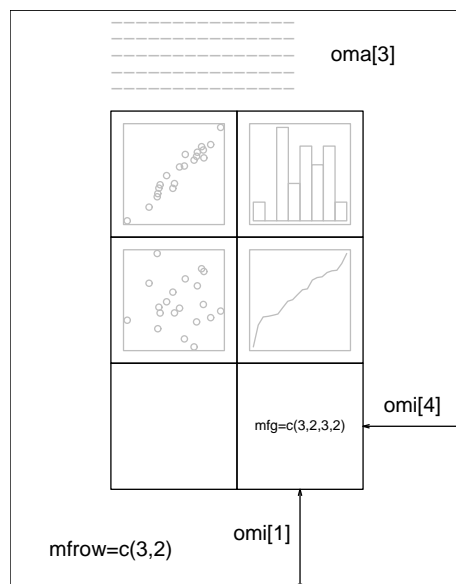 oma[3]
omi[4]
mfg=c(3,2,3,2)
omi[1]
mfrow=c(3,2)